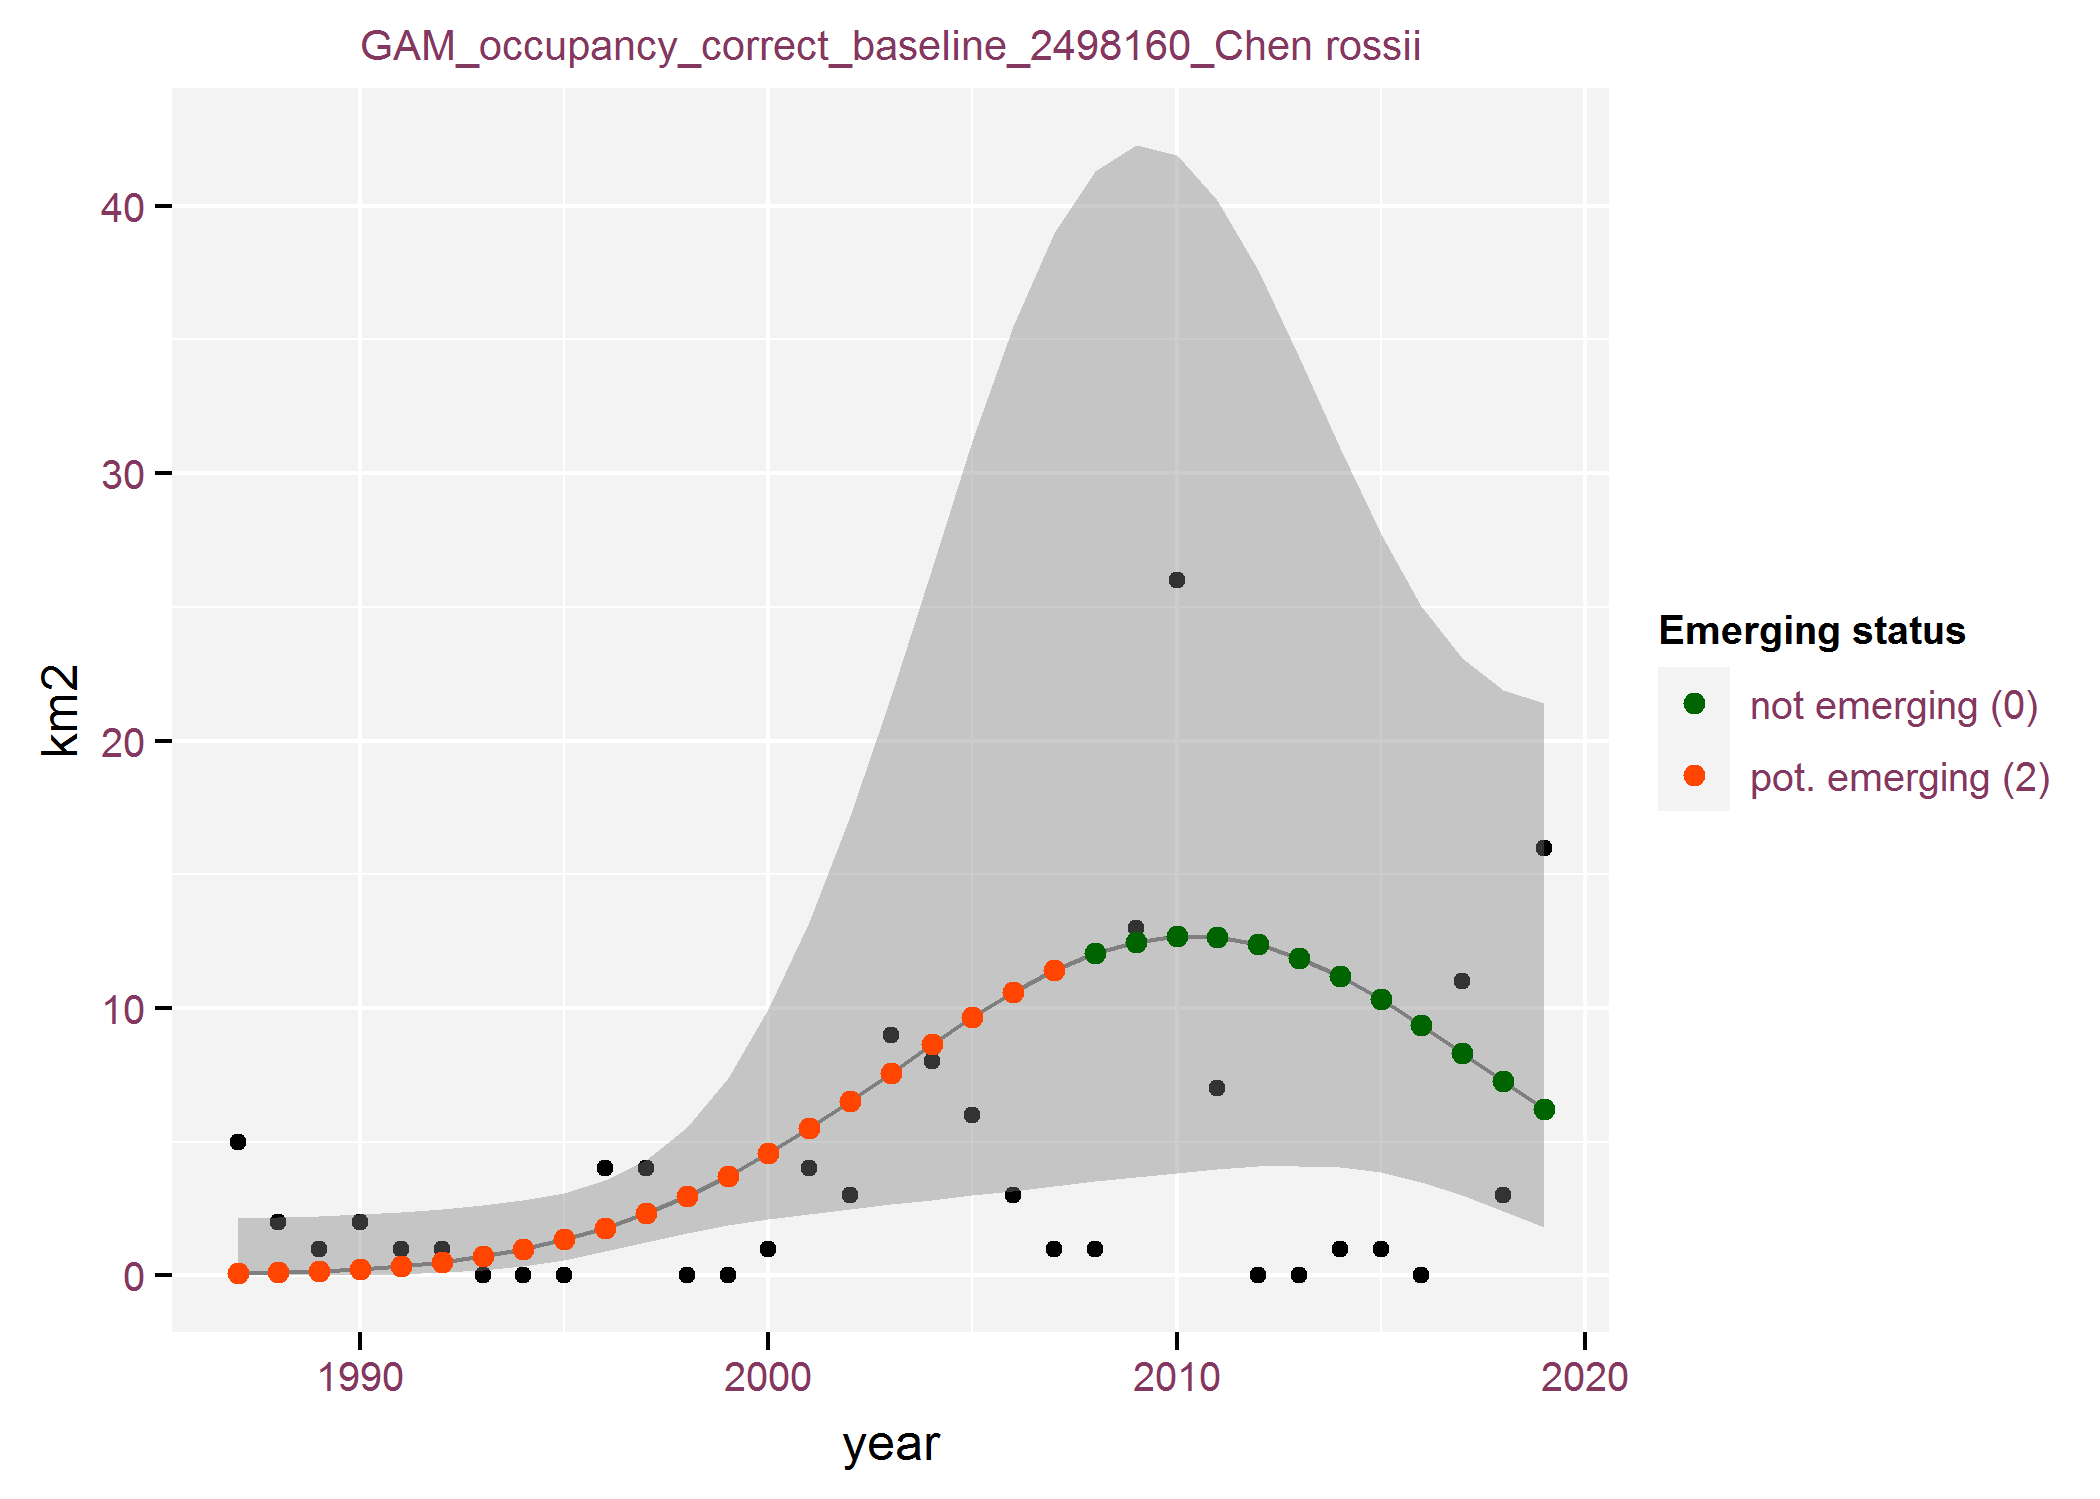 GAM_occupancy_correct_baseline_2498160_Chen rossii
40
30
20
10
0
km2
1990 2000 2010 2020
year
Emerging status
not emerging (0)
pot. emerging (2)